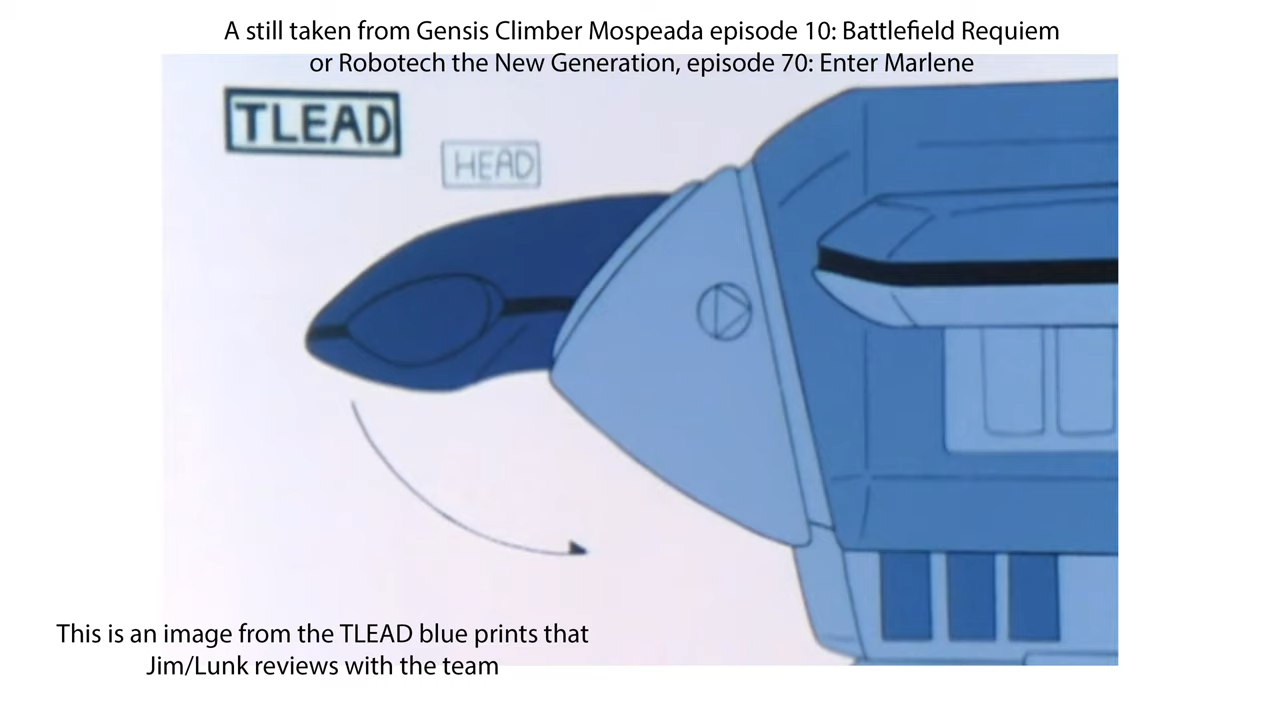 A still taken from Gensis Climber Mospeada episode 10: Battlefield Requiem
or Robotech the New Generation, episode 70: Enter Marlene
TLEAD
HEAD
This is an image from the TLEAD blue prints that
Jim/Lunk reviews with the team